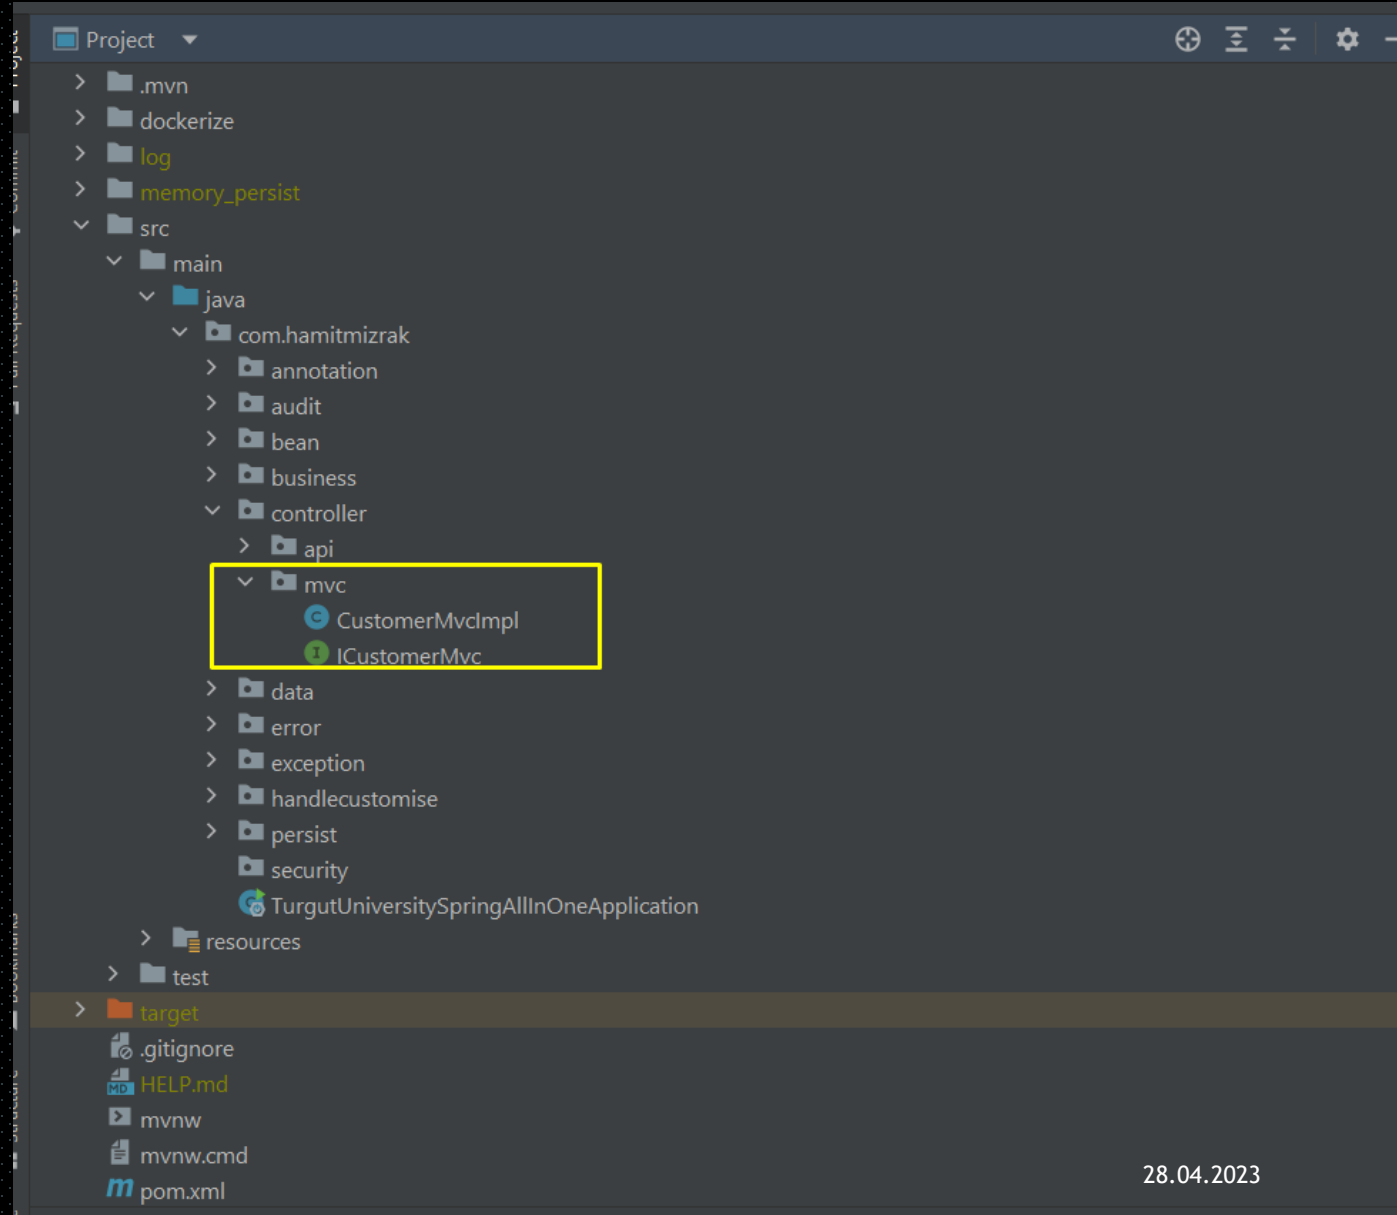 Project
.mvn
dockerize
log
memory_persist
src
main
java
com.hamitmizrak
annotation
audit
bean
business
controller
api
mvc
C CustomerMvcImpl
I ICustomerMvc
data
error
exception
handlecustomise
persist
security
TurgutUniversitySpringAllInOneApplication
resources
test
target
.gitignore
MD HELP.md
mvnw
mvnw.cmd
m pom.xml
28.04.2023